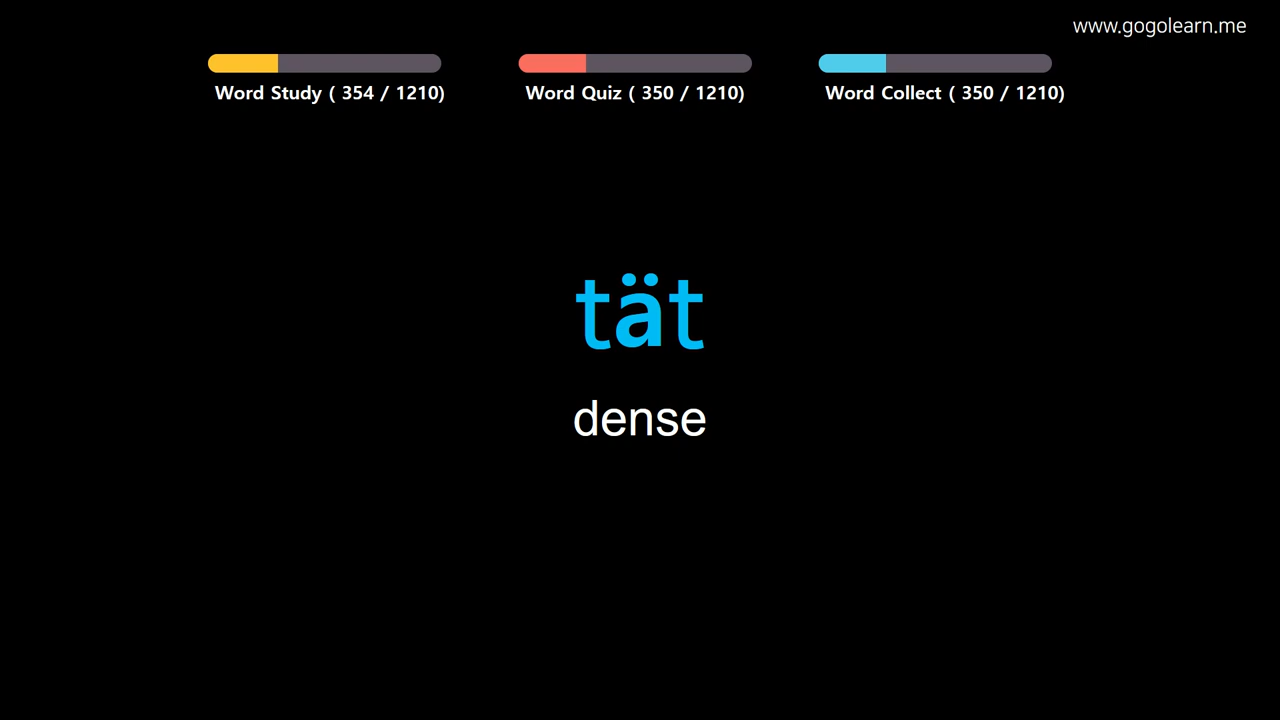 www.gogolearn.me
Word Study ( 354 / 1210)
Word Quiz ( 350 / 1210)
Word Collect ( 350 / 1210)
tät
dense